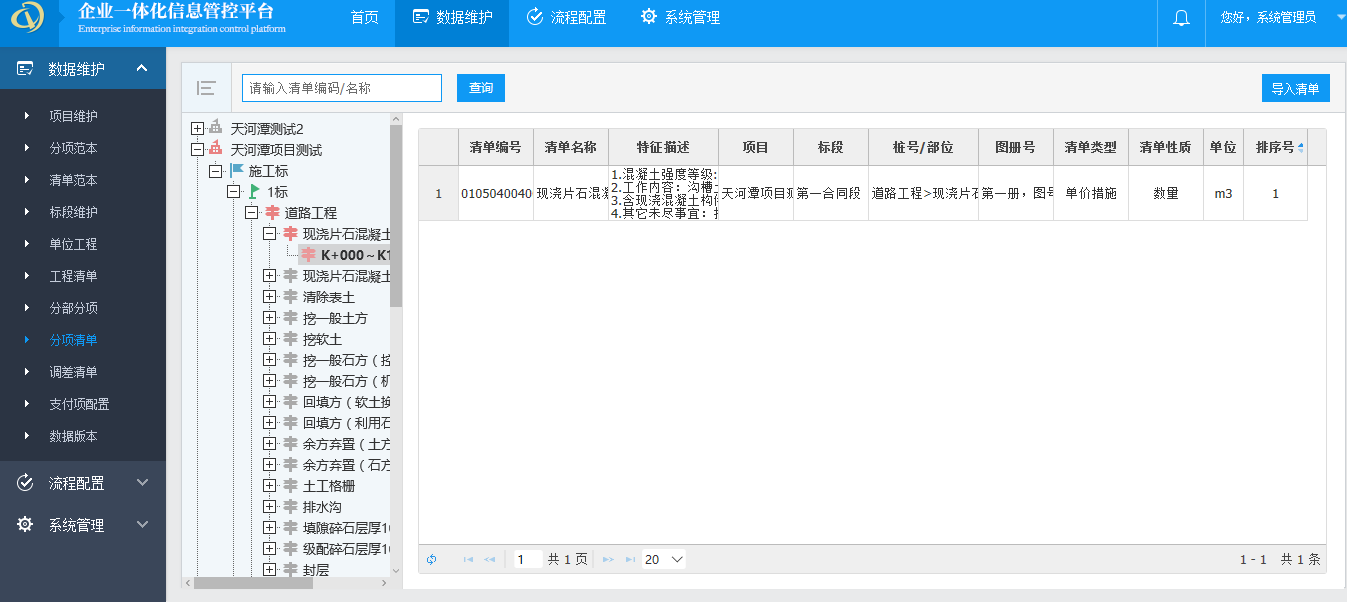 企业一体化信息管控平台
Enterprise information integration control platform
首页
数据维护
流程配置
系统管理
您好，系统管理员
数据维护
项目维护
分项范本
清单范本
标段维护
单位工程
工程清单
分部分项
分项清单
调差清单
支付项配置
数据版本
流程配置
系统管理
请输入清单编码/名称
查询
导入清单
天河潭测试2
天河潭项目测试
施工标
1标
道路工程
现浇片石混凝土
K+000～K1
现浇片石混凝土
清除表土
挖一般土方
挖软土
挖一般石方（挖
挖一般石方（机
回填方（软土换
回填方（利用石
余方弃置（土方
余方弃置（石方
土工格栅
排水沟
填隙碎石层厚10
级配碎石层厚10
封层
清单编号 清单名称 特征描述 项目 标段 桩号/部位 图册号 清单类型 清单性质 单位 排序号
1 0105040040 现浇片石混凝 1.混凝土强度等级: 天河潭项目测 第一合同段 道路工程>现浇片石 第一册，图号 单价措施 数量 m3 1
2.工作内容：沟槽
3.含现浇混凝土构
4.其它未尽事宜：
1 共 1 页 20
1 - 1 共 1 条